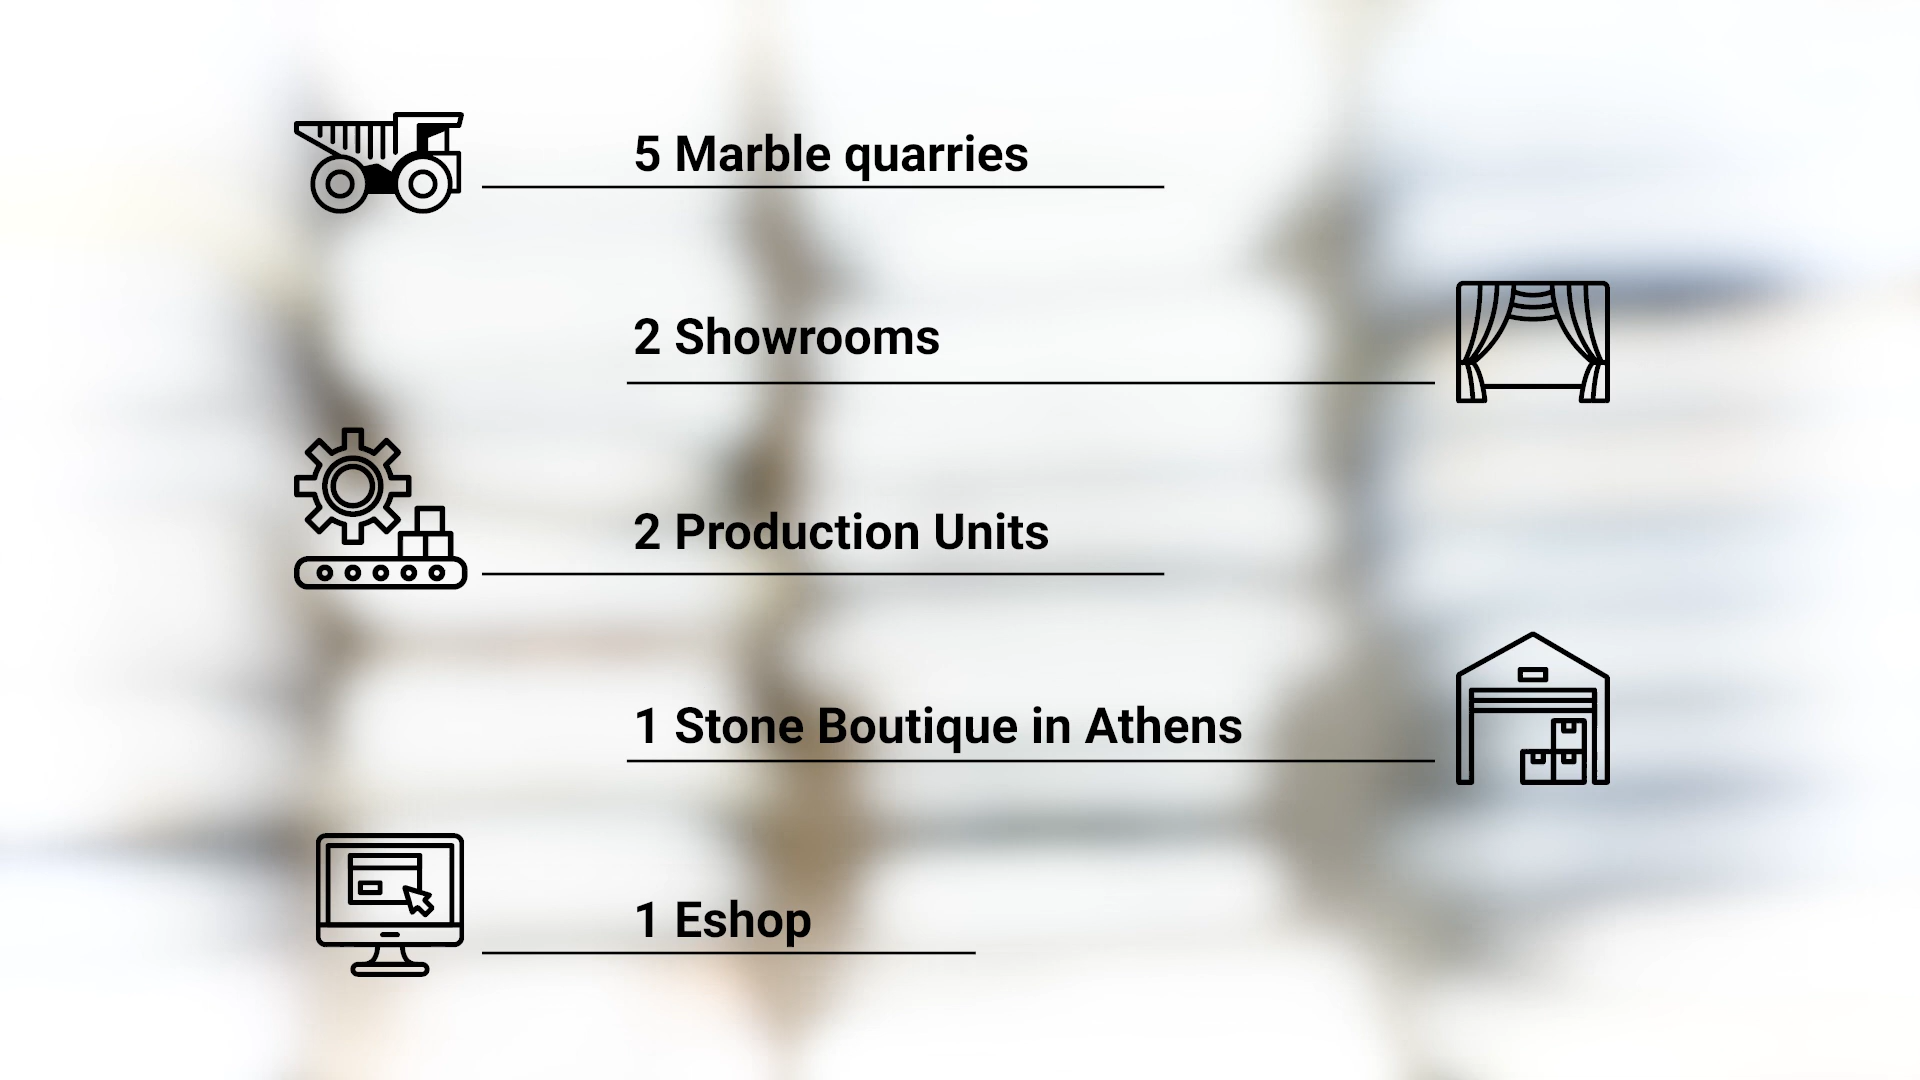 5 Marble quarries
2 Showrooms
2 Production Units
1 Stone Boutique in Athens
1 Eshop